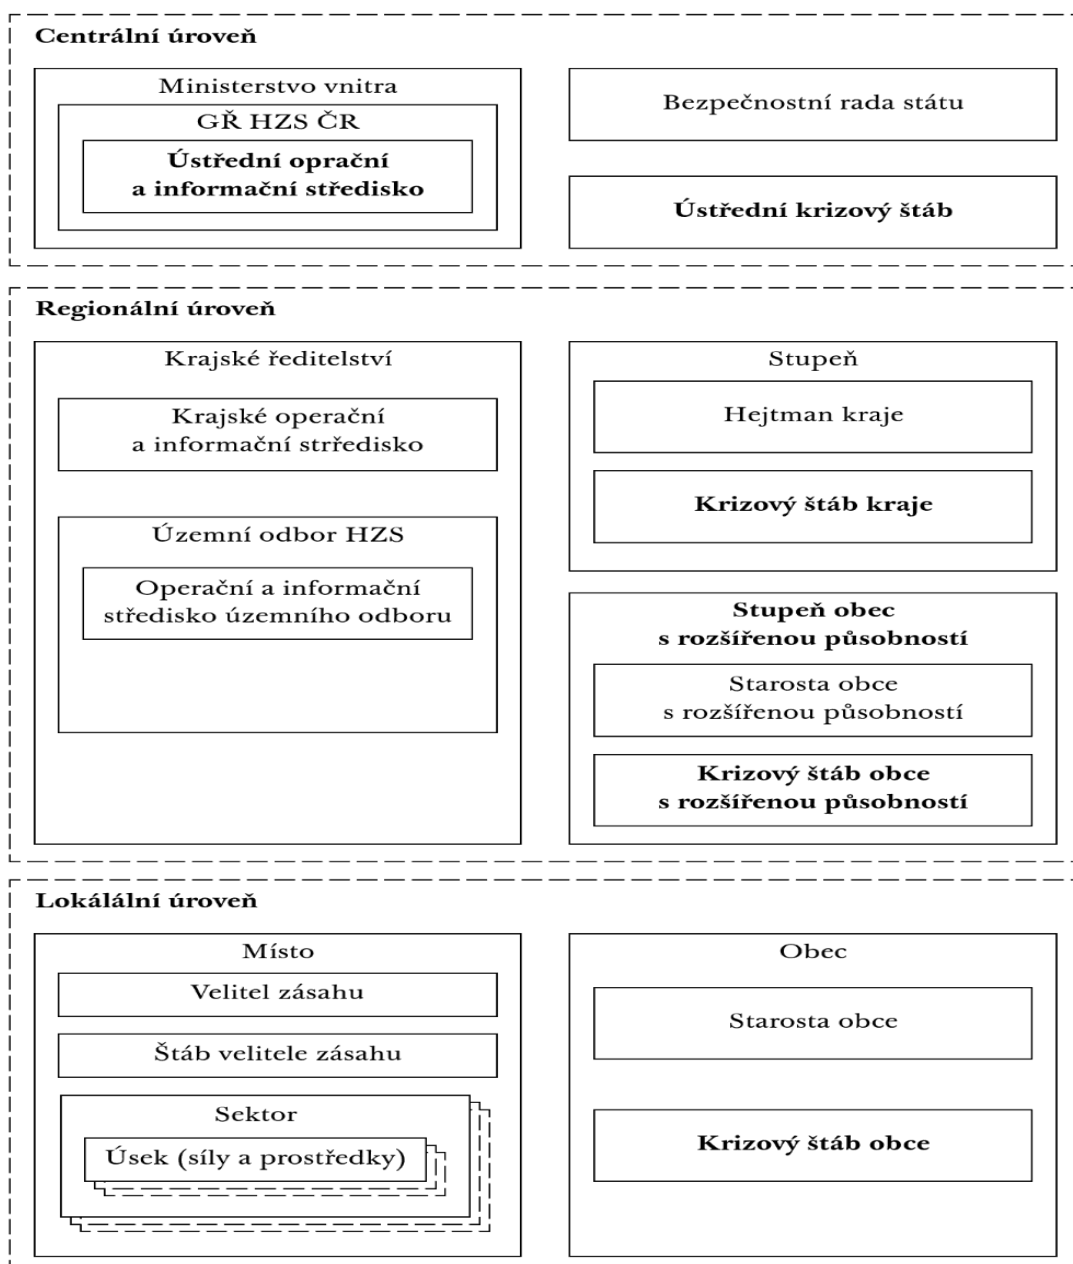 Centrální úroveň
Ministerstvo vnitra
GŘ HZS ČR
Ústřední oprační
a informační středisko
Bezpečnostní rada státu
Ústřední krizový štáb
Regionální úroveň
Krajské ředitelství
Krajské operační
a informační strředisko
Územní odbor HZS
Operační a informační
středisko územního odboru
Stupeň
Hejtman kraje
Krizový štáb kraje
Stupeň obec
s rozšířenou působností
Starosta obce
s rozšířenou působností
Krizový štáb obce
s rozšířenou působností
Lokálální úroveň
Místo
Velitel zásahu
Štáb velitele zásahu
Sektor
Úsek (síly a prostředky)
Obec
Starosta obce
Krizový štáb obce